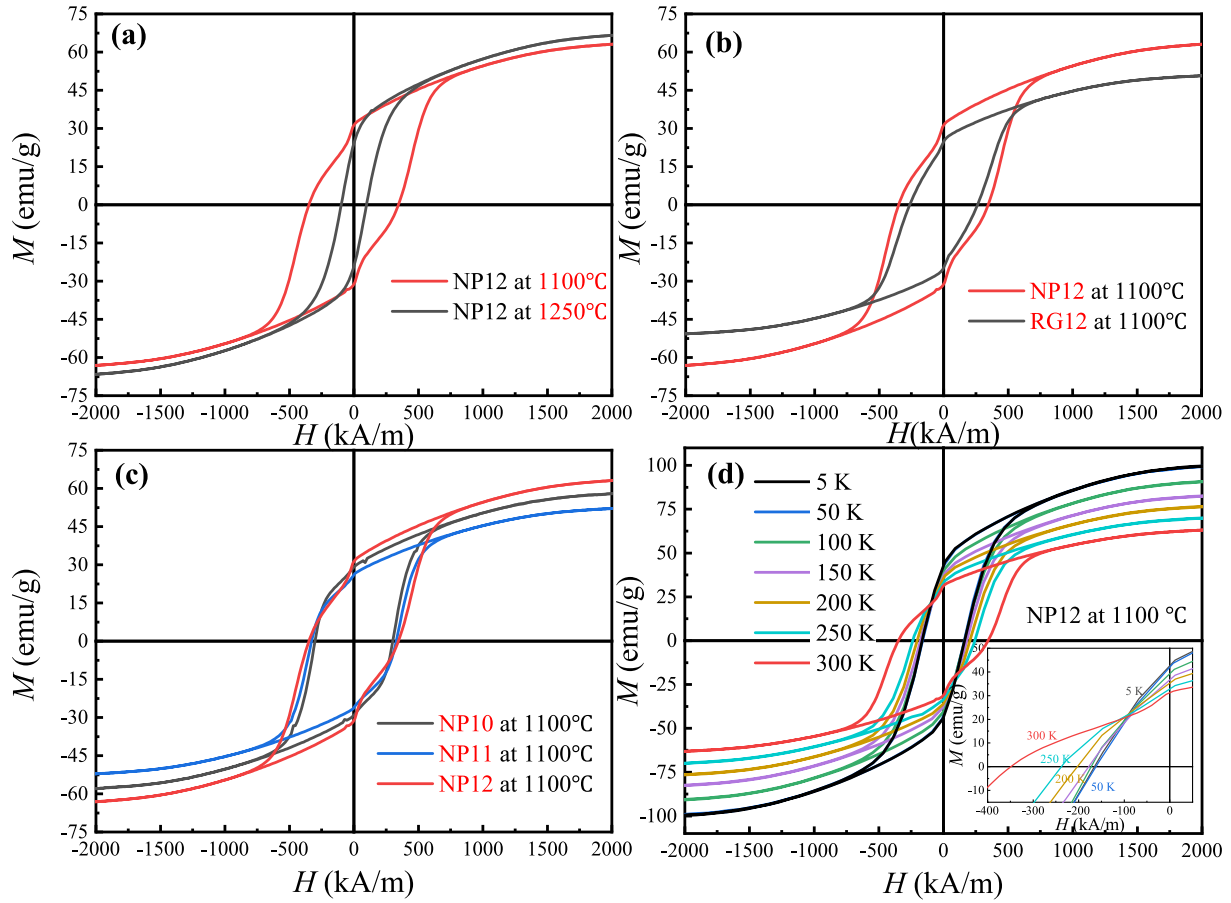 (a)
75
60
45
30
15
0
-15
-30
-45
-60
-75
M (emu/g)
NP12 at 1100℃
NP12 at 1250℃
-2000 -1500 -1000 -500 0 500 1000 1500 2000
H (kA/m)
(b)
75
60
45
30
15
0
-15
-30
-45
-60
-75
M (emu/g)
NP12 at 1100℃
RG12 at 1100℃
-2000 -1500 -1000 -500 0 500 1000 1500 2000
H(kA/m)
(c)
75
60
45
30
15
0
-15
-30
-45
-60
-75
M (emu/g)
NP10 at 1100℃
NP11 at 1100℃
NP12 at 1100℃
-2000 -1500 -1000 -500 0 500 1000 1500 2000
H (kA/m)
(d)
100
75
50
25
0
-25
-50
-75
-100
M (emu/g)
5 K
50 K
100 K
150 K
200 K
250 K
300 K
NP12 at 1100 ℃
50
40
30
20
10
0
-10
M (emu/g)
5 K
300 K
250 K
200 K
50 K
-400 -300 -200 -100 0
H (kA/m)
-2000 -1500 -1000 -500 0 500 1000 1500 2000
H (kA/m)